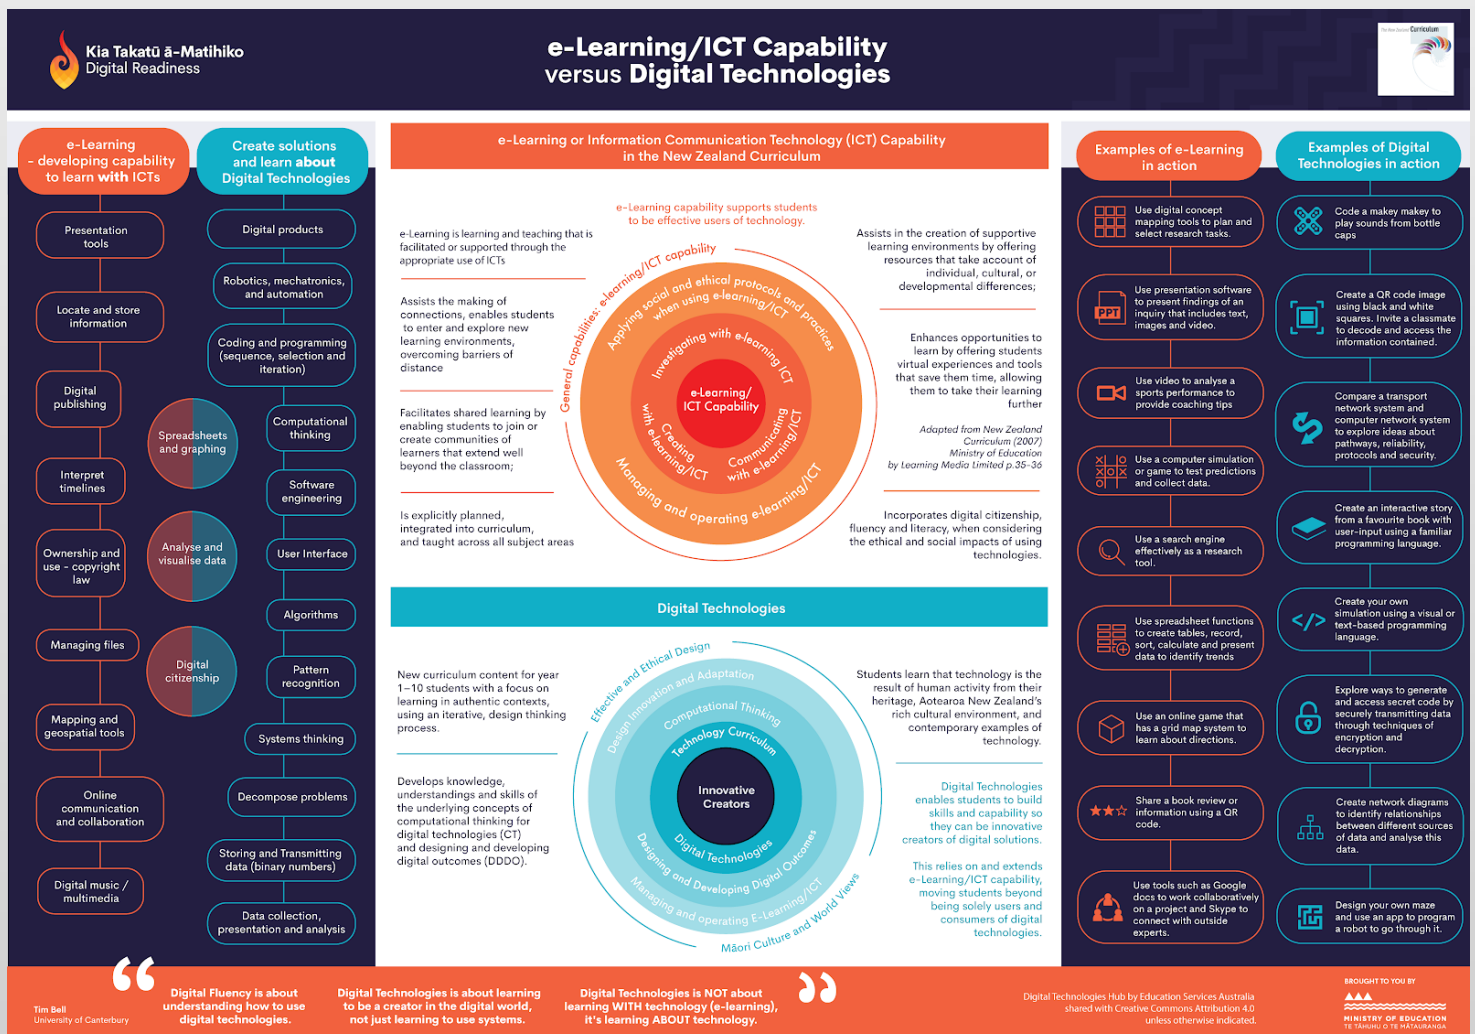 Kia Takatū ā-Matihiko
Digital Readiness
e-Learning/ICT Capability
versus Digital Technologies
The New Zealand Curriculum
e-Learning
- developing capability
to learn with ICTs
Presentation
tools
Locate and store
information
Digital
publishing
Interpret
timelines
Ownership and
use - copyright
law
Managing files
Mapping and
geospatial tools
Online
communication
and collaboration
Digital music /
multimedia
Spreadsheets
and graphing
Analyse and
visualise data
Digital
citizenship
Create solutions
and learn about
Digital Technologies
Digital products
Robotics, mechatronics,
and automation
Coding and programming
(sequence, selection and
iteration)
Computational
thinking
Software
engineering
User Interface
Algorithms
Pattern
recognition
Systems thinking
Decompose problems
Storing and Transmitting
data (binary numbers)
Data collection,
presentation and analysis
e-Learning or Information Communication Technology (ICT) Capability
in the New Zealand Curriculum
e-Learning capability supports students
to be effective users of technology.
e-Learning is learning and teaching that is
facilitated or supported through the
appropriate use of ICTs
Assists the making of
connections, enables students
to enter and explore new
learning environments,
overcoming barriers of
distance
Facilitates shared learning by
enabling students to join or
create communities of
learners that extend well
beyond the classroom;
Is explicitly planned,
integrated into curriculum,
and taught across all subject areas
General capabilities: e-learning/ICT capability
Applying social and ethical protocols and practices
when using e-learning/ICT
Investigating with e-learning ICT
e-Learning/
ICT Capability
Creating
with e-learning/ICT
Communicating
with e-learning/ICT
Managing and operating e-learning/ICT
Assists in the creation of supportive
learning environments by offering
resources that take account of
individual, cultural, or
developmental differences;
Enhances opportunities to
learn by offering students
virtual experiences and tools
that save them time, allowing
them to take their learning
further
Adapted from New Zealand
Curriculum (2007)
Ministry of Education
by Learning Media Limited p.35-36
Incorporates digital citizenship,
fluency and literacy, when considering
the ethical and social impacts of using
technologies.
Digital Technologies
New curriculum content for year
1–10 students with a focus on
learning in authentic contexts,
using an iterative, design thinking
process.
Develops knowledge,
understandings and skills of
the underlying concepts of
computational thinking for
digital technologies (CT)
and designing and developing
digital outcomes (DDDO).
Effective and Ethical Design
Design Innovation and Adaptation
Computational Thinking
Technology Curriculum
Innovative
Creators
Digital Technologies
Designing and Developing Digital Outcomes
Managing and operating E-Learning/ICT
Māori Culture and World Views
Students learn that technology is the
result of human activity from their
heritage, Aotearoa New Zealand's
rich cultural environment, and
contemporary examples of
technology.
Digital Technologies
enables students to build
skills and capability so
they can be innovative
creators of digital solutions.
This relies on and extends
e-Learning/ICT capability,
moving students beyond
being solely users and
consumers of digital
technologies.
Examples of e-Learning
in action
Use digital concept
mapping tools to plan and
select research tasks.
PPT
Use presentation software
to present findings of an
inquiry that includes text,
images and video.
Use video to analyse a
sports performance to
provide coaching tips
Use a computer simulation
or game to test predictions
and collect data.
Use a search engine
effectively as a research
tool.
Use spreadsheet functions
to create tables, record,
sort, calculate and present
data to identify trends
Use an online game that
has a grid map system to
learn about directions.
Share a book review or
information using a QR
code.
Use tools such as Google
docs to work collaboratively
on a project and Skype to
connect with outside
experts.
Examples of Digital
Technologies in action
Code a makey makey to
play sounds from bottle
caps
Create a QR code image
using black and white
squares. Invite a classmate
to decode and access the
information contained.
Compare a transport
network system and
computer network system
to explore ideas about
pathways, reliability,
protocols and security.
Create an interactive story
from a favourite book with
user-input using a familiar
programming language.
</>
Create your own
simulation using a visual or
text-based programming
language.
Explore ways to generate
and access secret code by
securely transmitting data
through techniques of
encryption and
decryption.
Create network diagrams
to identify relationships
between different sources
of data and analyse this
data.
Design your own maze
and use an app to program
a robot to go through it.
Tim Bell
University of Canterbury
“
Digital Fluency is about
understanding how to use
digital technologies.
Digital Technologies is about learning
to be a creator in the digital world,
not just learning to use systems.
Digital Technologies is NOT about
learning WITH technology (e-learning),
it's learning ABOUT technology.
”
Digital Technologies Hub by Education Services Australia
shared with Creative Commons Attribution 4.0
unless otherwise indicated.
BROUGHT TO YOU BY
MINISTRY OF EDUCATION
TE TĀHUHU O TE MĀTAURANGA